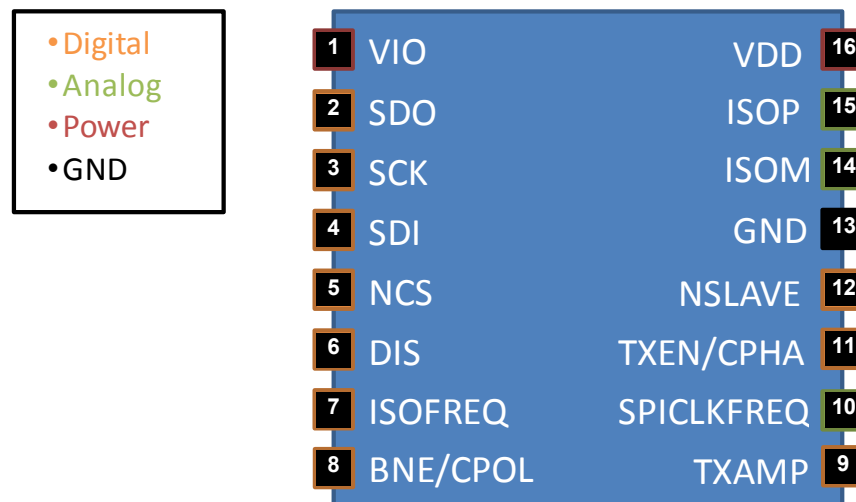 •Digital
•Analog
•Power
•GND
1 VIO
2 SDO
3 SCK
4 SDI
5 NCS
6 DIS
7 ISOFREQ
8 BNE/CPOL
VDD 16
ISOP 15
ISOM 14
GND 13
NSLAVE 12
TXEN/CPHA 11
SPICLKFREQ 10
TXAMP 9